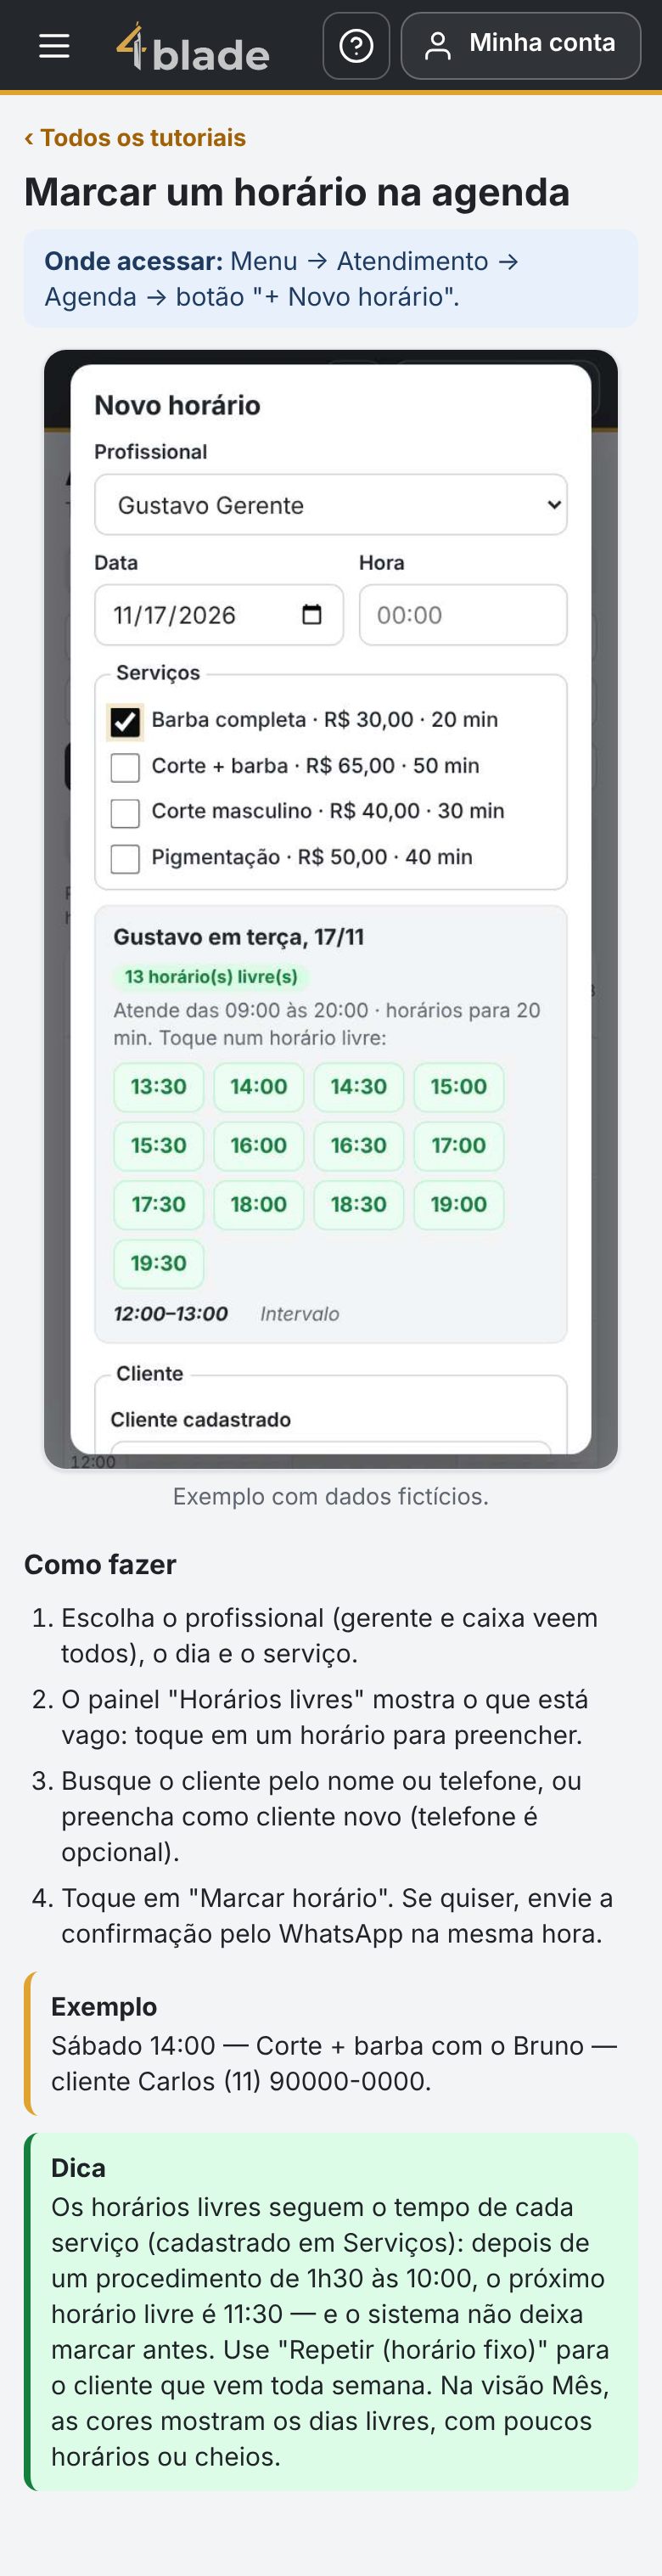 4blade
Minha conta
‹ Todos os tutoriais
Marcar um horário na agenda
Onde acessar: Menu → Atendimento →
Agenda → botão "+ Novo horário".
Novo horário
Profissional
Gustavo Gerente
Data
Hora
11/17/2026
00:00
Serviços
Barba completa · R$ 30,00 · 20 min
Corte + barba · R$ 65,00 · 50 min
Corte masculino · R$ 40,00 · 30 min
Pigmentação · R$ 50,00 · 40 min
Gustavo em terça, 17/11
13 horário(s) livre(s)
Atende das 09:00 às 20:00 · horários para 20
min. Toque num horário livre:
13:30 14:00 14:30 15:00
15:30 16:00 16:30 17:00
17:30 18:00 18:30 19:00
19:30
12:00–13:00 Intervalo
Cliente
Cliente cadastrado
12:00
Exemplo com dados fictícios.
Como fazer
1. Escolha o profissional (gerente e caixa veem
todos), o dia e o serviço.
2. O painel "Horários livres" mostra o que está
vago: toque em um horário para preencher.
3. Busque o cliente pelo nome ou telefone, ou
preencha como cliente novo (telefone é
opcional).
4. Toque em "Marcar horário". Se quiser, envie a
confirmação pelo WhatsApp na mesma hora.
Exemplo
Sábado 14:00 — Corte + barba com o Bruno —
cliente Carlos (11) 90000-0000.
Dica
Os horários livres seguem o tempo de cada
serviço (cadastrado em Serviços): depois de
um procedimento de 1h30 às 10:00, o próximo
horário livre é 11:30 — e o sistema não deixa
marcar antes. Use "Repetir (horário fixo)" para
o cliente que vem toda semana. Na visão Mês,
as cores mostram os dias livres, com poucos
horários ou cheios.